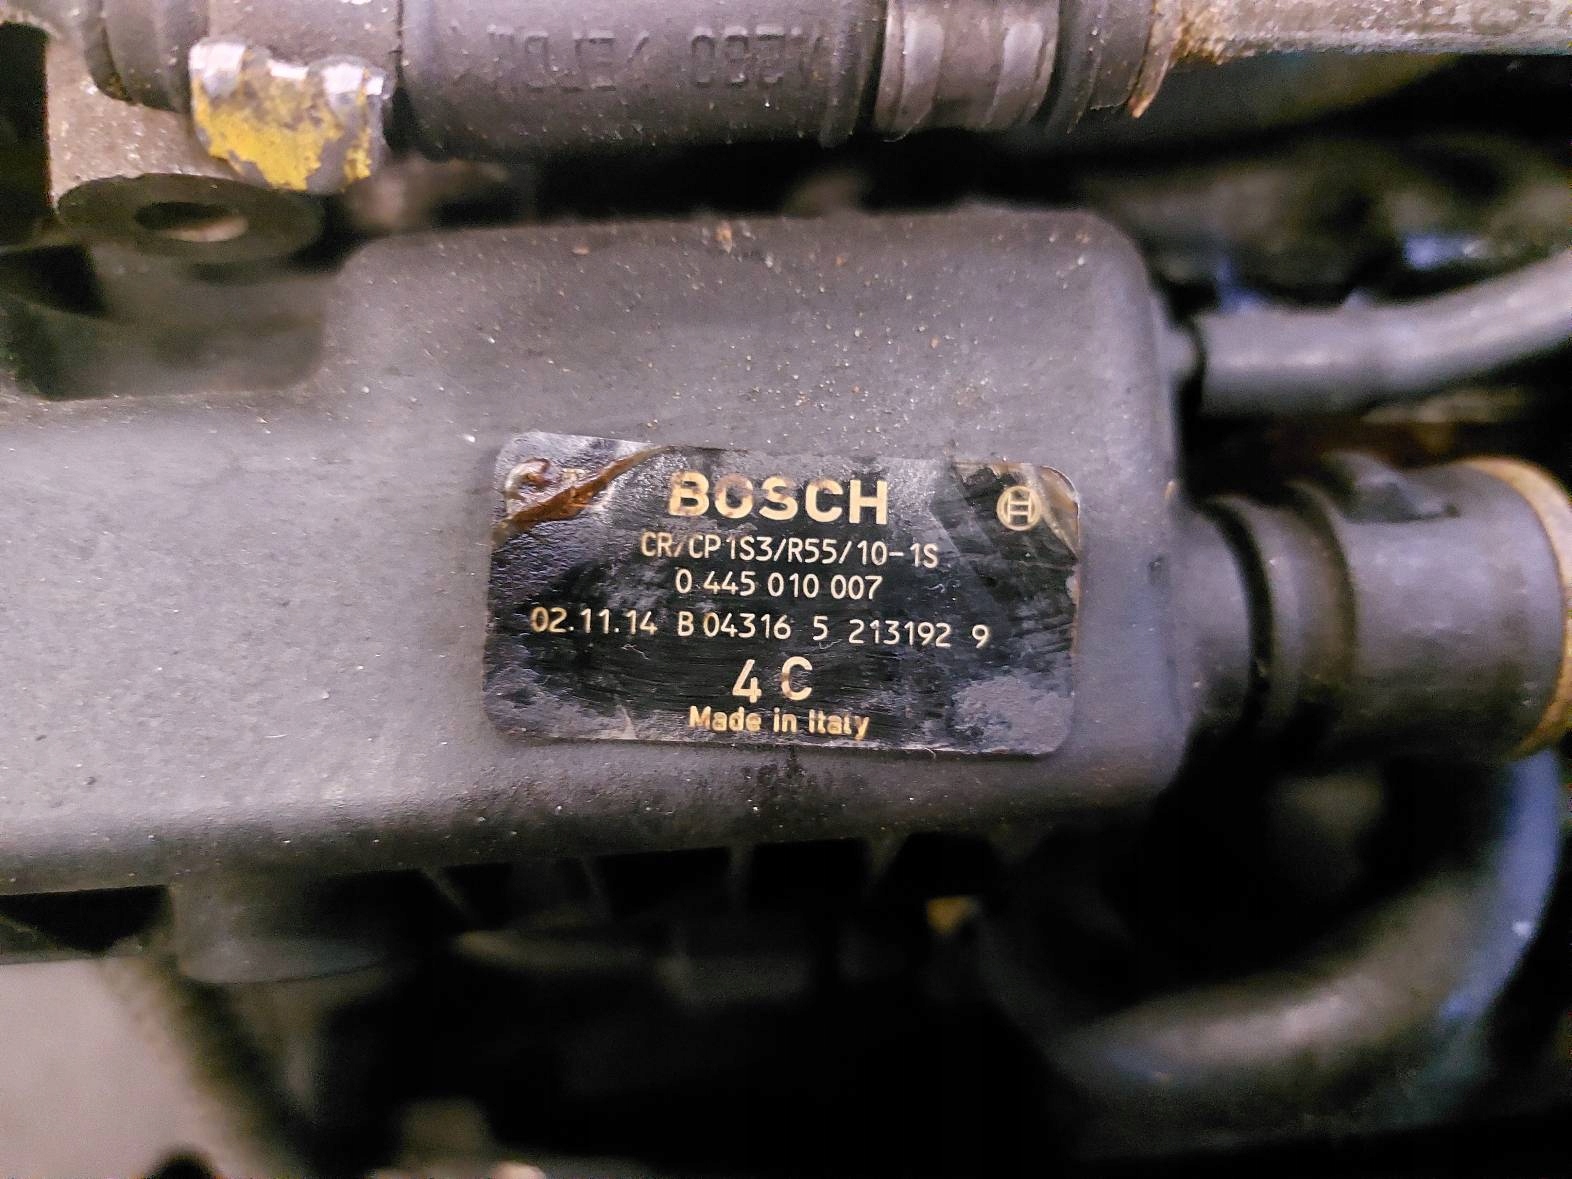 BOSCH
CR/CP1S3/R55/10-1S
0 445 010 007
02.11.14 B 04316 5 213192 9
4 C
Made in Italy